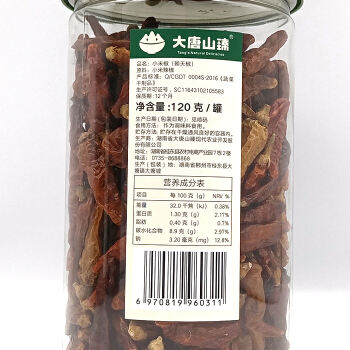 大唐山臻
Tang's Natural Delicacies
品名：小米椒（朝天椒）
原料：小米辣椒
产品标准：Q/CGDT 0004S-2016《蔬菜
干制品》
生产许可证号：SC11643102105583
保质期：12个月
净含量：120克/罐
生产日期（包装日期）：见喷码
食用方法：作为调味料食用。
贮存方法：贮存在干燥通风良好的容器内。
生产商：湖南省大唐山臻现代农业开发股
份有限公司
电话：0735-8688868
营养成分表
每100克（g） NRV %
能量 32.0千焦（kJ） 0.38%
蛋白质 1.30克（g） 2.17%
脂肪 0.40克（g） 0.7%
碳水化合物 8.9克（g） 2.97%
钠 3.20毫克（mg） 12.8%
6 970819 960311